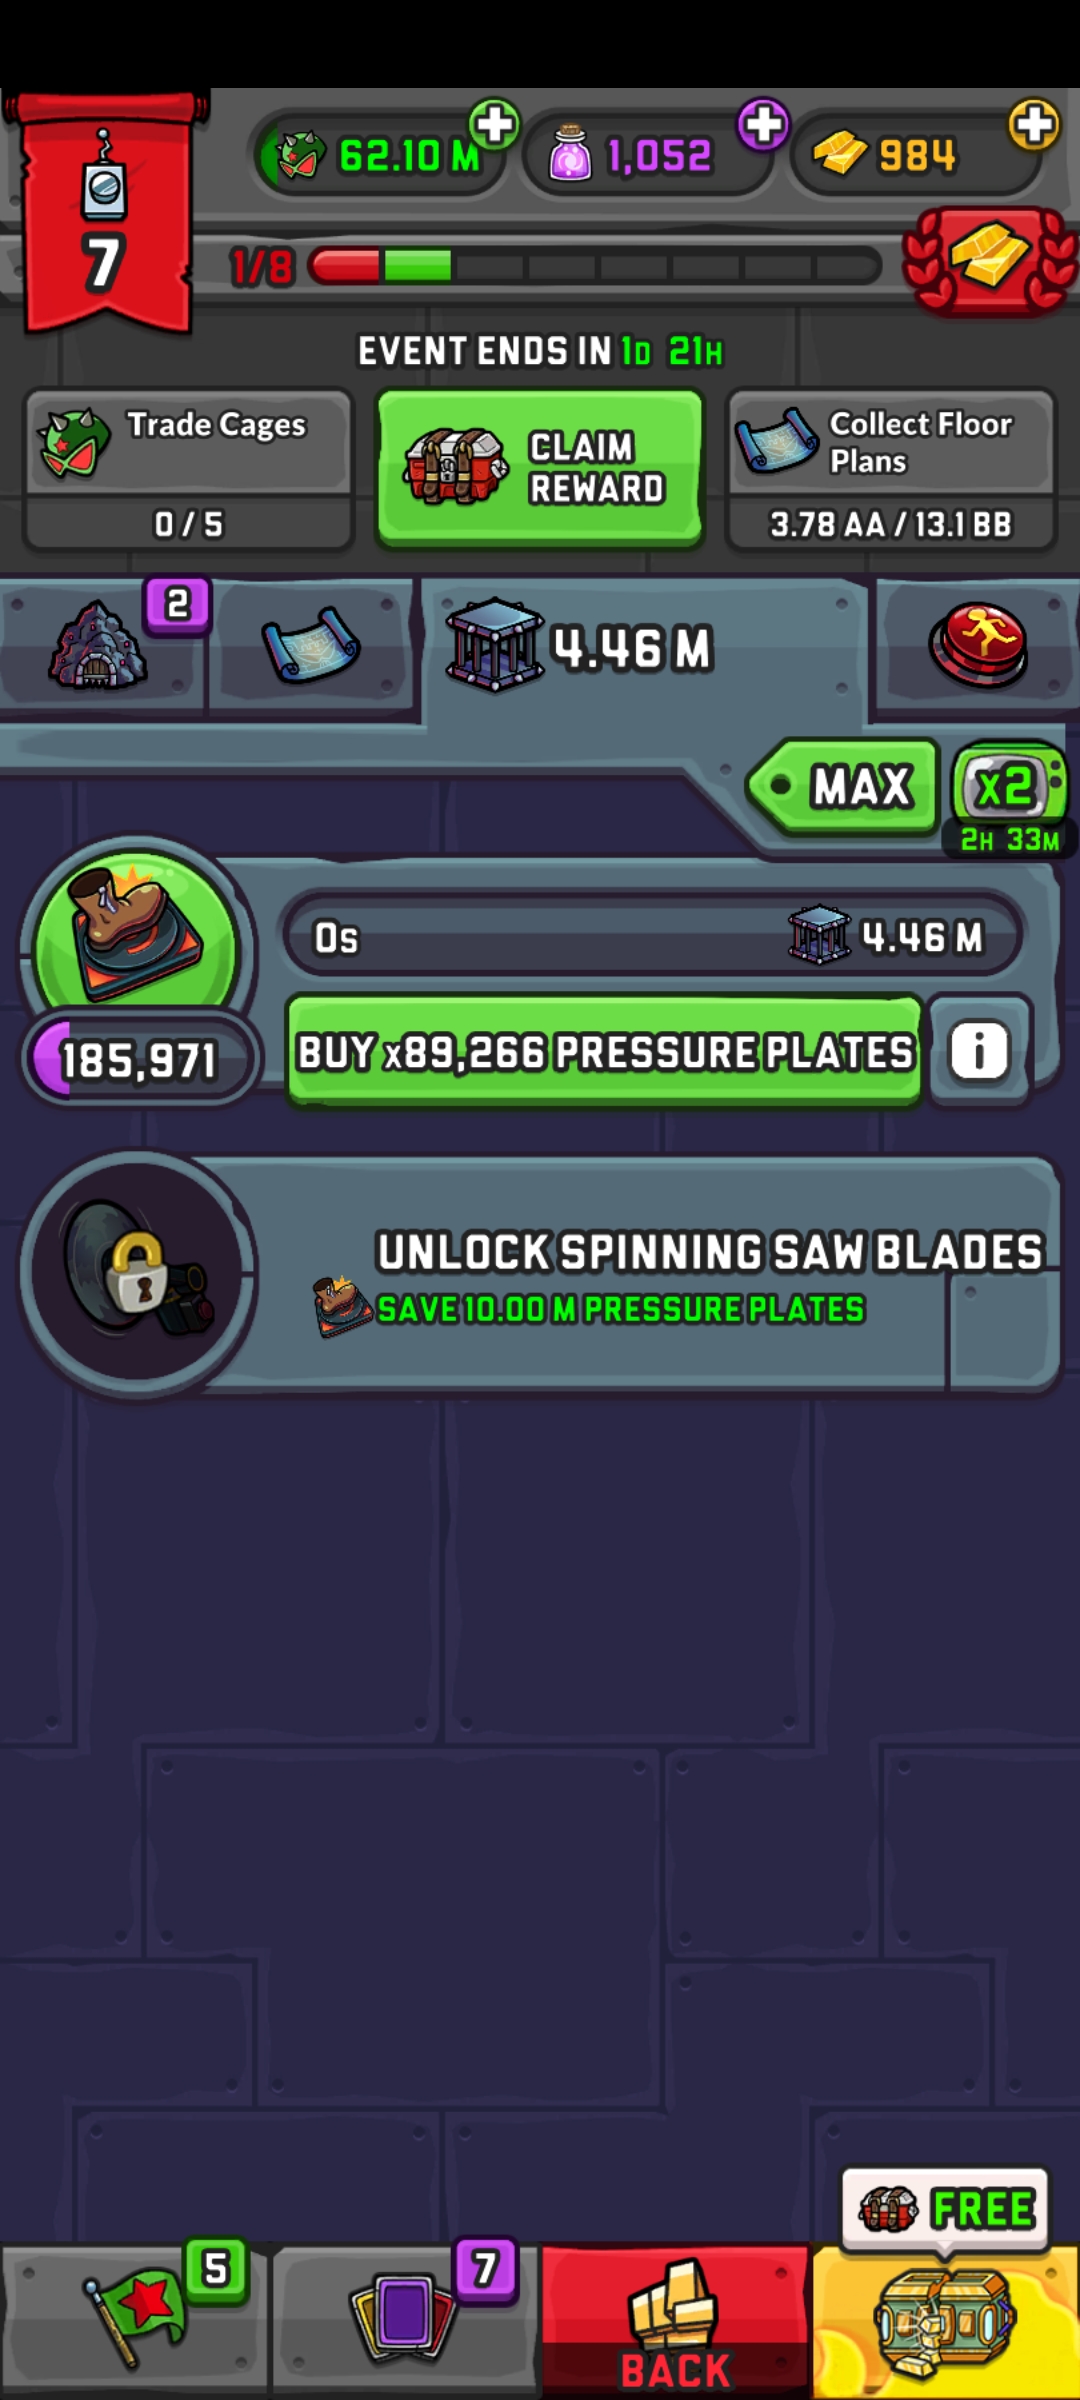 62.10 M
1,052
984
7
1/8
EVENT ENDS IN 1D 21H
Trade Cages
0 / 5
CLAIM
REWARD
Collect Floor
Plans
3.78 AA / 13.1 BB
2
4.46 M
MAX
x2
2H 33M
0s
4.46 M
185,971
BUY x89,266 PRESSURE PLATES
i
UNLOCK SPINNING SAW BLADES
SAVE 10.00 M PRESSURE PLATES
FREE
5
7
BACK